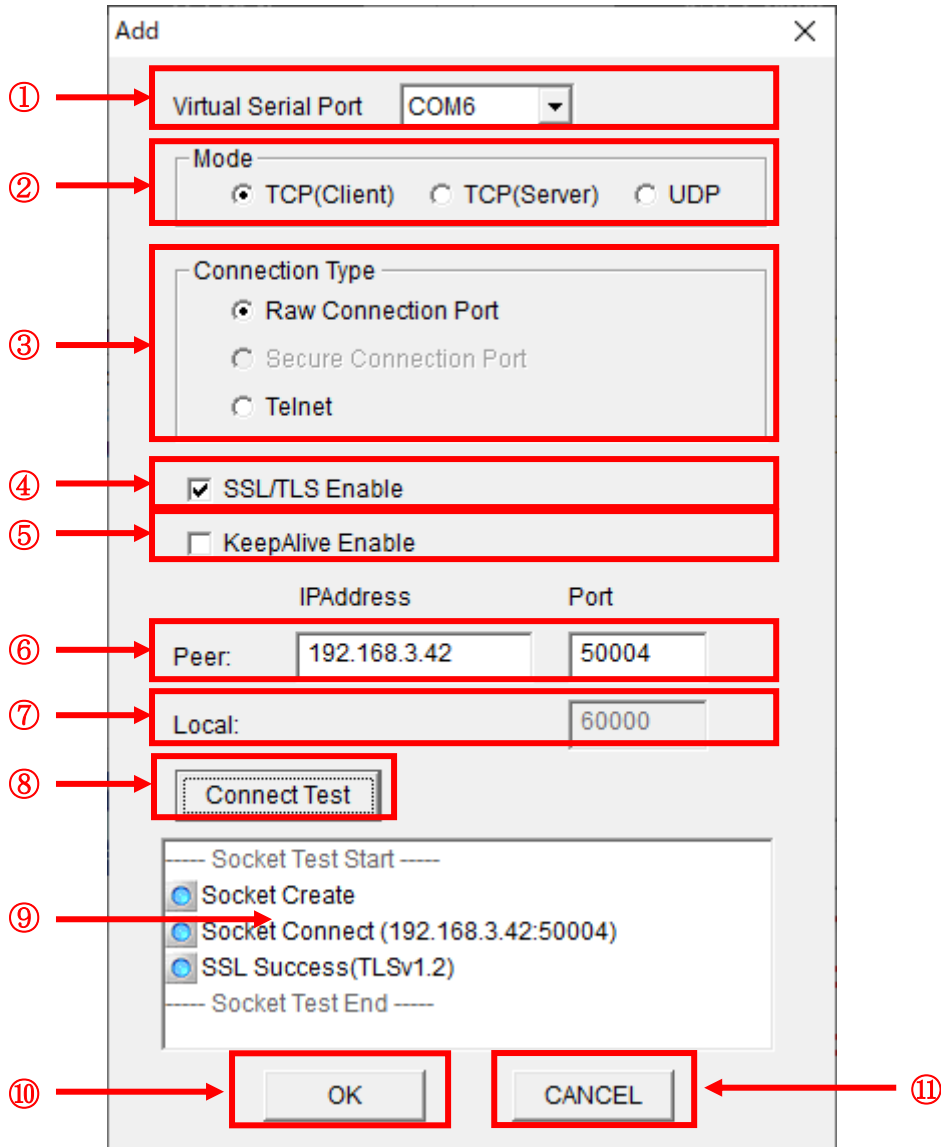 Add
① Virtual Serial Port COM6
Mode
② TCP(Client) TCP(Server) UDP
Connection Type
Raw Connection Port
③ Secure Connection Port
Telnet
④ SSL/TLS Enable
⑤ KeepAlive Enable
IPAddress Port
⑥ Peer: 192.168.3.42 50004
⑦ Local: 60000
⑧ Connect Test
----- Socket Test Start -----
Socket Create
⑨ Socket Connect (192.168.3.42:50004)
SSL Success(TLSv1.2)
----- Socket Test End -----
⑩ OK CANCEL ⑪